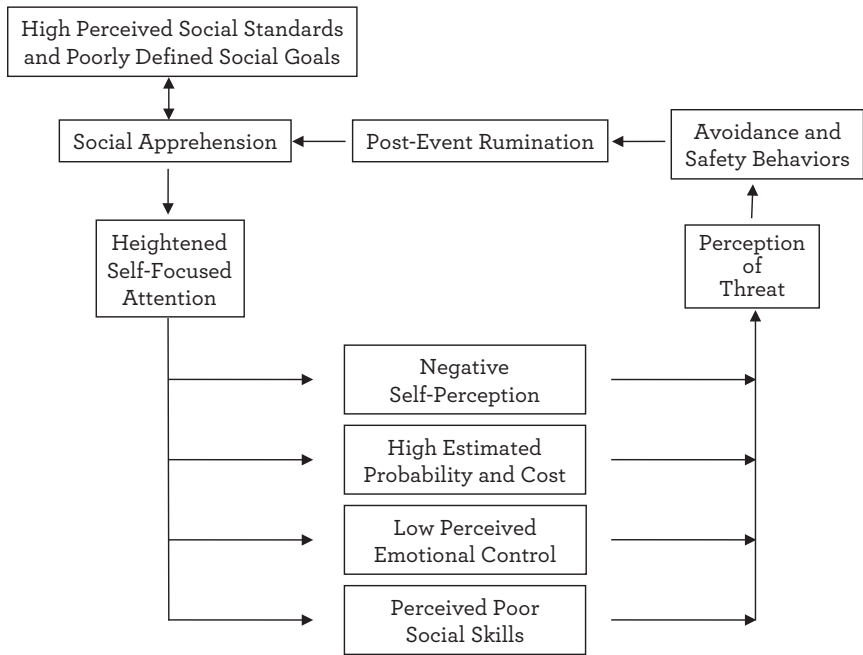 High Perceived Social Standards
and Poorly Defined Social Goals
Social Apprehension
Post-Event Rumination
Avoidance and
Safety Behaviors
Heightened
Self-Focused
Attention
Perception
of
Threat
Negative
Self-Perception
High Estimated
Probability and Cost
Low Perceived
Emotional Control
Perceived Poor
Social Skills